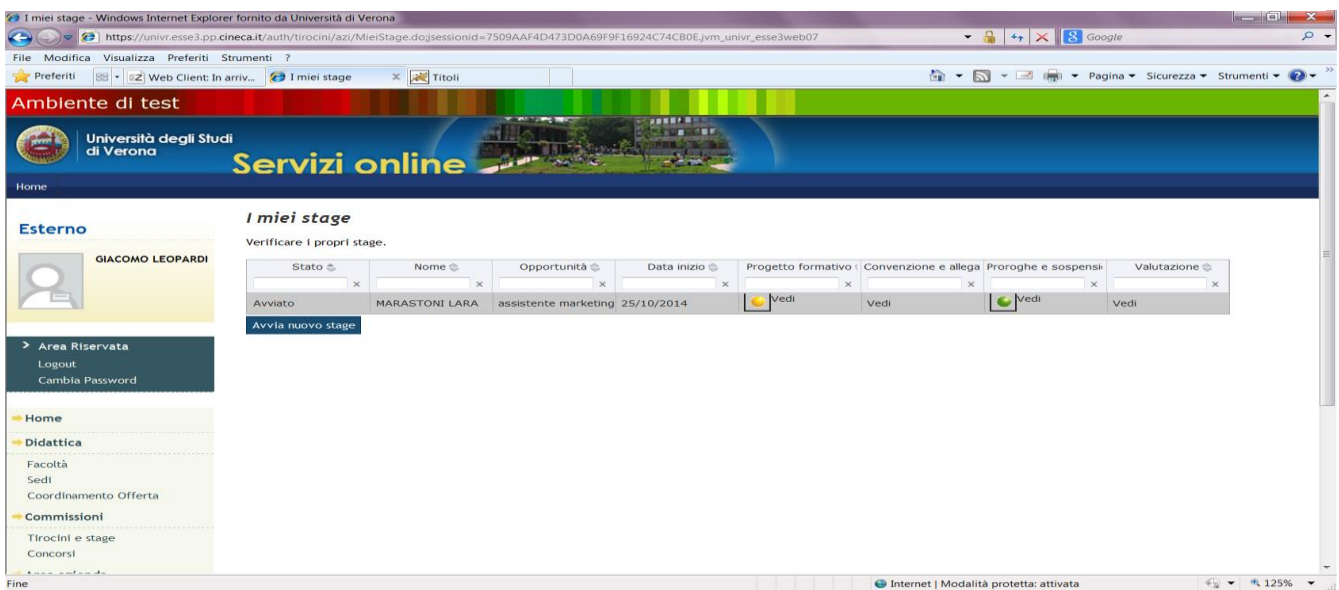 I miei stage - Windows Internet Explorer fornito da Università di Verona
https://univr.esse3.pp.cineca.it/auth/tirocini/azi/MieiStage.do;jsessionid=7509AAF4D473D0A69F9F16924C74CB0E.jvm_univr_esse3web07
Google
File Modifica Visualizza Preferiti Strumenti ?
Preferiti Web Client: In arriv... I miei stage Titoli Pagina Sicurezza Strumenti
Ambiente di test
Università degli Studi
di Verona
Servizi online
Home
Esterno
GIACOMO LEOPARDI
> Area Riservata
Logout
Cambia Password
Home
Didattica
Facoltà
Sedi
Coordinamento Offerta
Commissioni
Tirocini e stage
Concorsi
I miei stage
Verificare i propri stage.
Stato Nome Opportunità Data inizio Progetto formativo Convenzione e allega Proroghe e sospensi Valutazione
Avviato MARASTONI LARA assistente marketing 25/10/2014 Vedi Vedi Vedi Vedi
Avvia nuovo stage
Fine Internet | Modalità protetta: attivata 125%